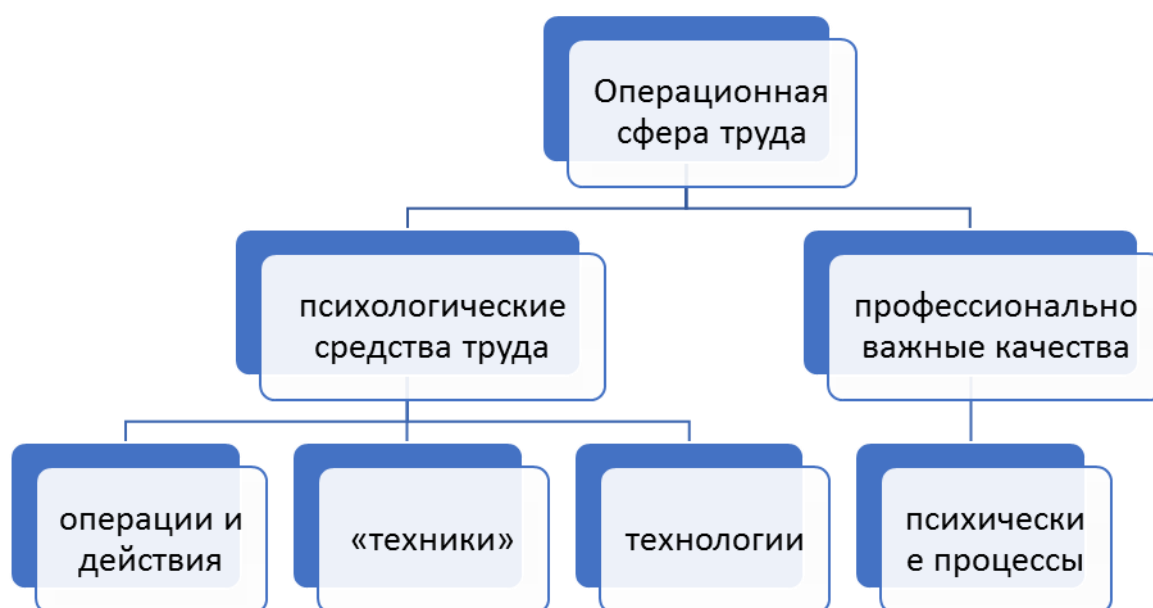 Операционная
сфера труда
психологические
средства труда
профессионально
важные качества
операции и
действия
«техники»
технологии
психически
е процессы